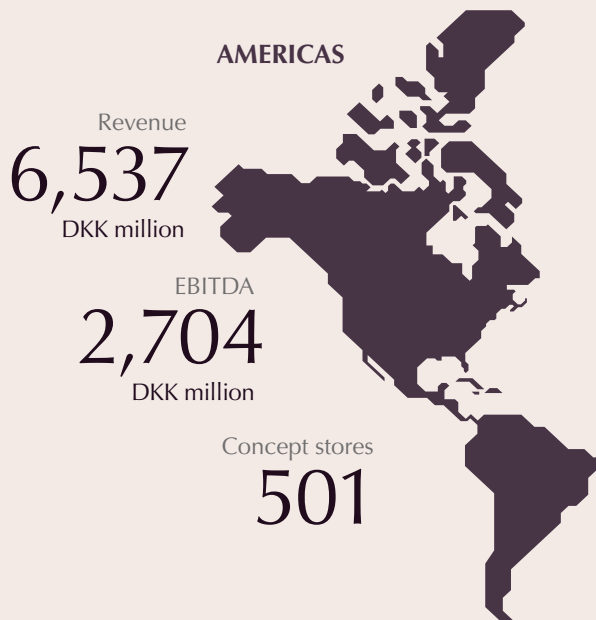 AMERICAS
Revenue
6,537
DKK million
EBITDA
2,704
DKK million
Concept stores
501